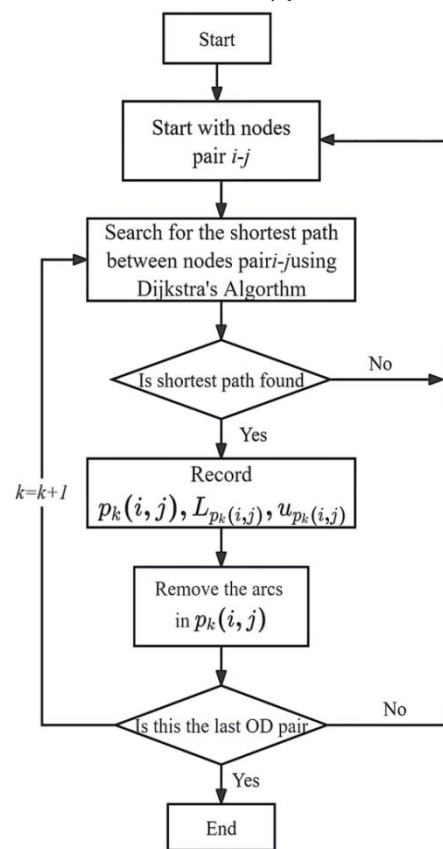 Start
Start with nodes
pair i-j
Search for the shortest path
between nodes pairi-jusing
Dijkstra's Algorthm
Is shortest path found
No
Yes
k=k+1
Record
p_k(i, j), L_{p_k(i,j)}, u_{p_k(i,j)}
Remove the arcs
in p_k(i, j)
Is this the last OD pair
No
Yes
End